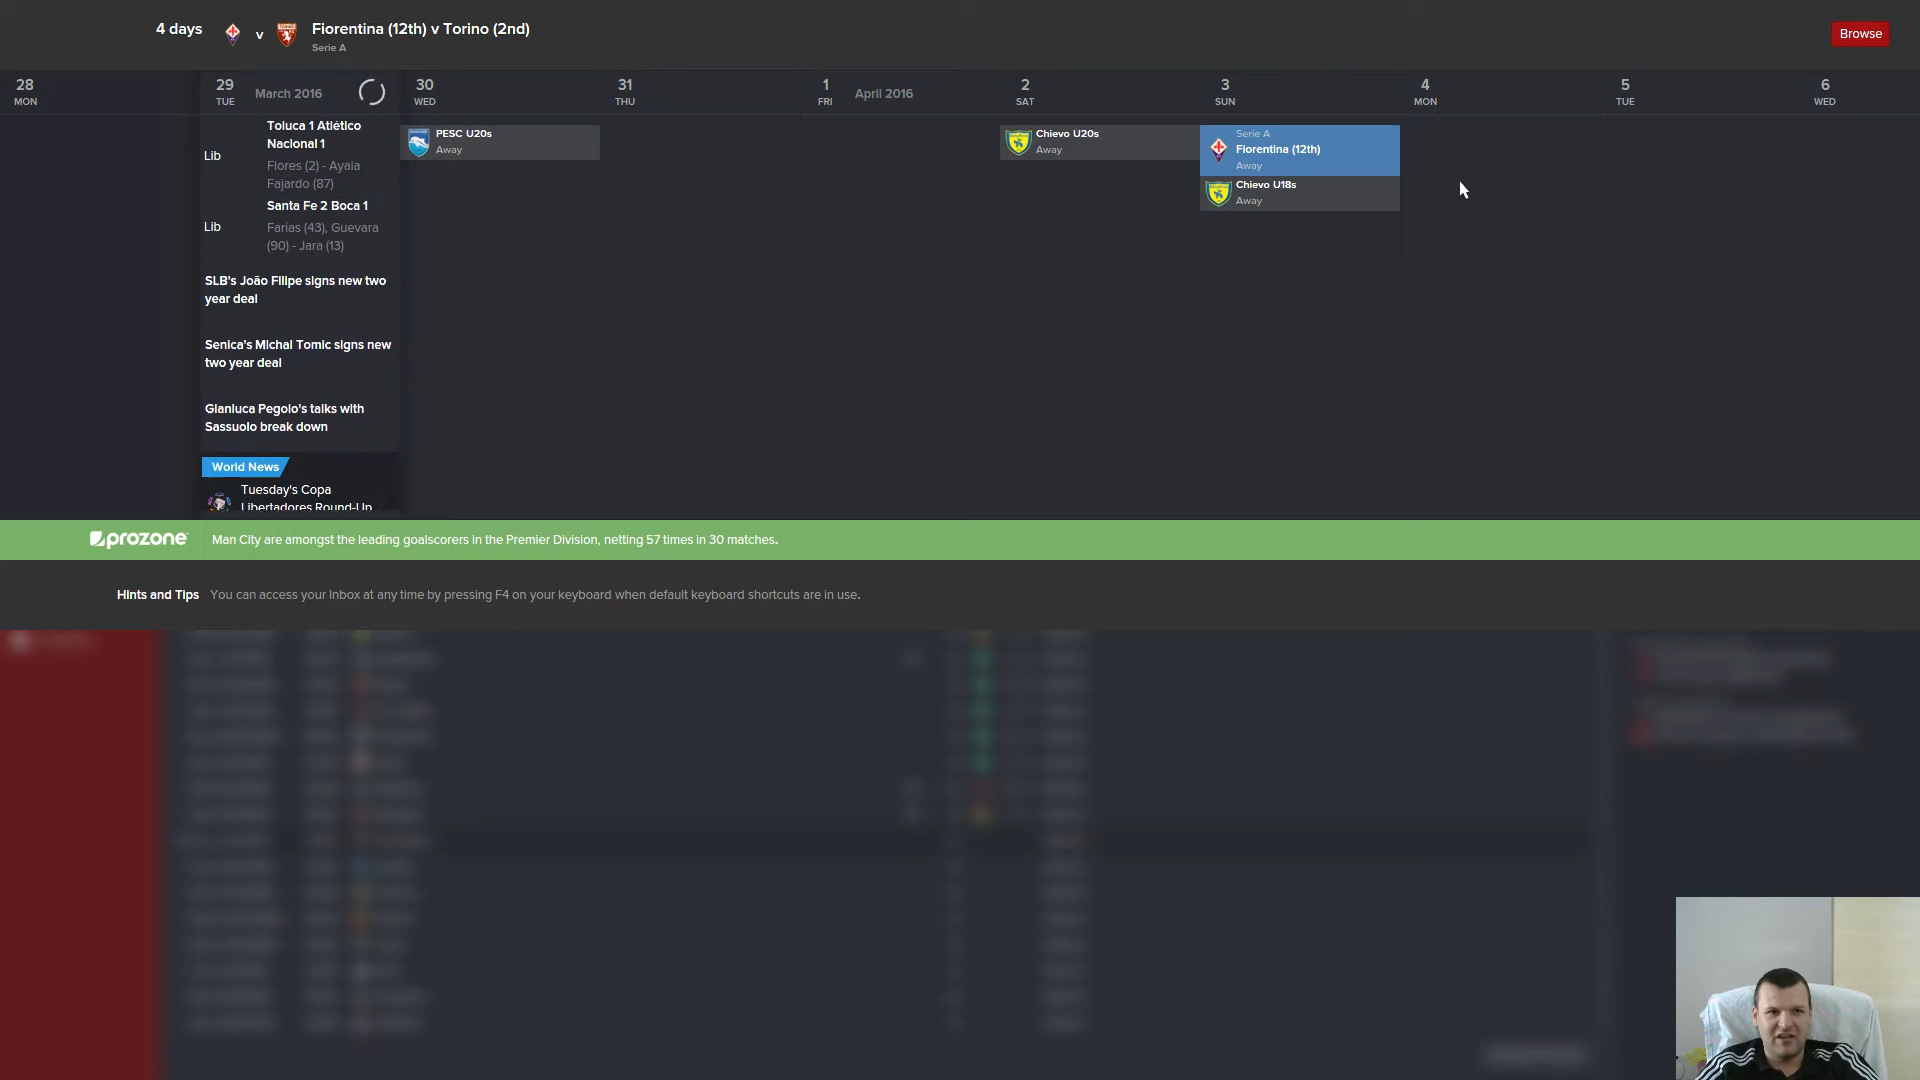 4 days
v
Fiorentina (12th) v Torino (2nd)
Serie A
Browse
28
MON
29
TUE
March 2016
30
WED
31
THU
1
FRI
April 2016
2
SAT
3
SUN
4
MON
5
TUE
6
WED
Lib
Toluca 1 Atlético
Nacional 1
Flores (2) - Ayala
Fajardo (87)
Lib
Santa Fe 2 Boca 1
Farías (43), Guevara
(90) - Jara (13)
SLB's João Filipe signs new two
year deal
Senica's Michal Tomic signs new
two year deal
Gianluca Pegolo's talks with
Sassuolo break down
World News
Tuesday's Copa
Libertadores Round-Up
PESC U20s
Away
Chievo U20s
Away
Serie A
Fiorentina (12th)
Away
Chievo U18s
Away
prozone
Man City are amongst the leading goalscorers in the Premier Division, netting 57 times in 30 matches.
Hints and Tips
You can access your Inbox at any time by pressing F4 on your keyboard when default keyboard shortcuts are in use.